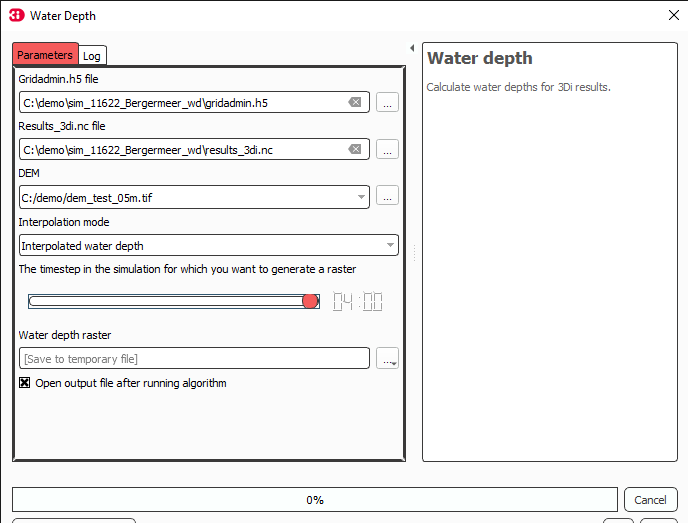 Water Depth
Parameters
Log
Gridadmin.h5 file
C:\demo\sim_11622_Bergermeer_wd\gridadmin.h5
...
Results_3di.nc file
C:\demo\sim_11622_Bergermeer_wd\results_3di.nc
...
DEM
C:/demo/dem_test_05m.tif
...
Interpolation mode
Interpolated water depth
The timestep in the simulation for which you want to generate a raster
04:00
Water depth raster
[Save to temporary file]
...
Open output file after running algorithm
Water depth
Calculate water depths for 3Di results.
0%
Cancel